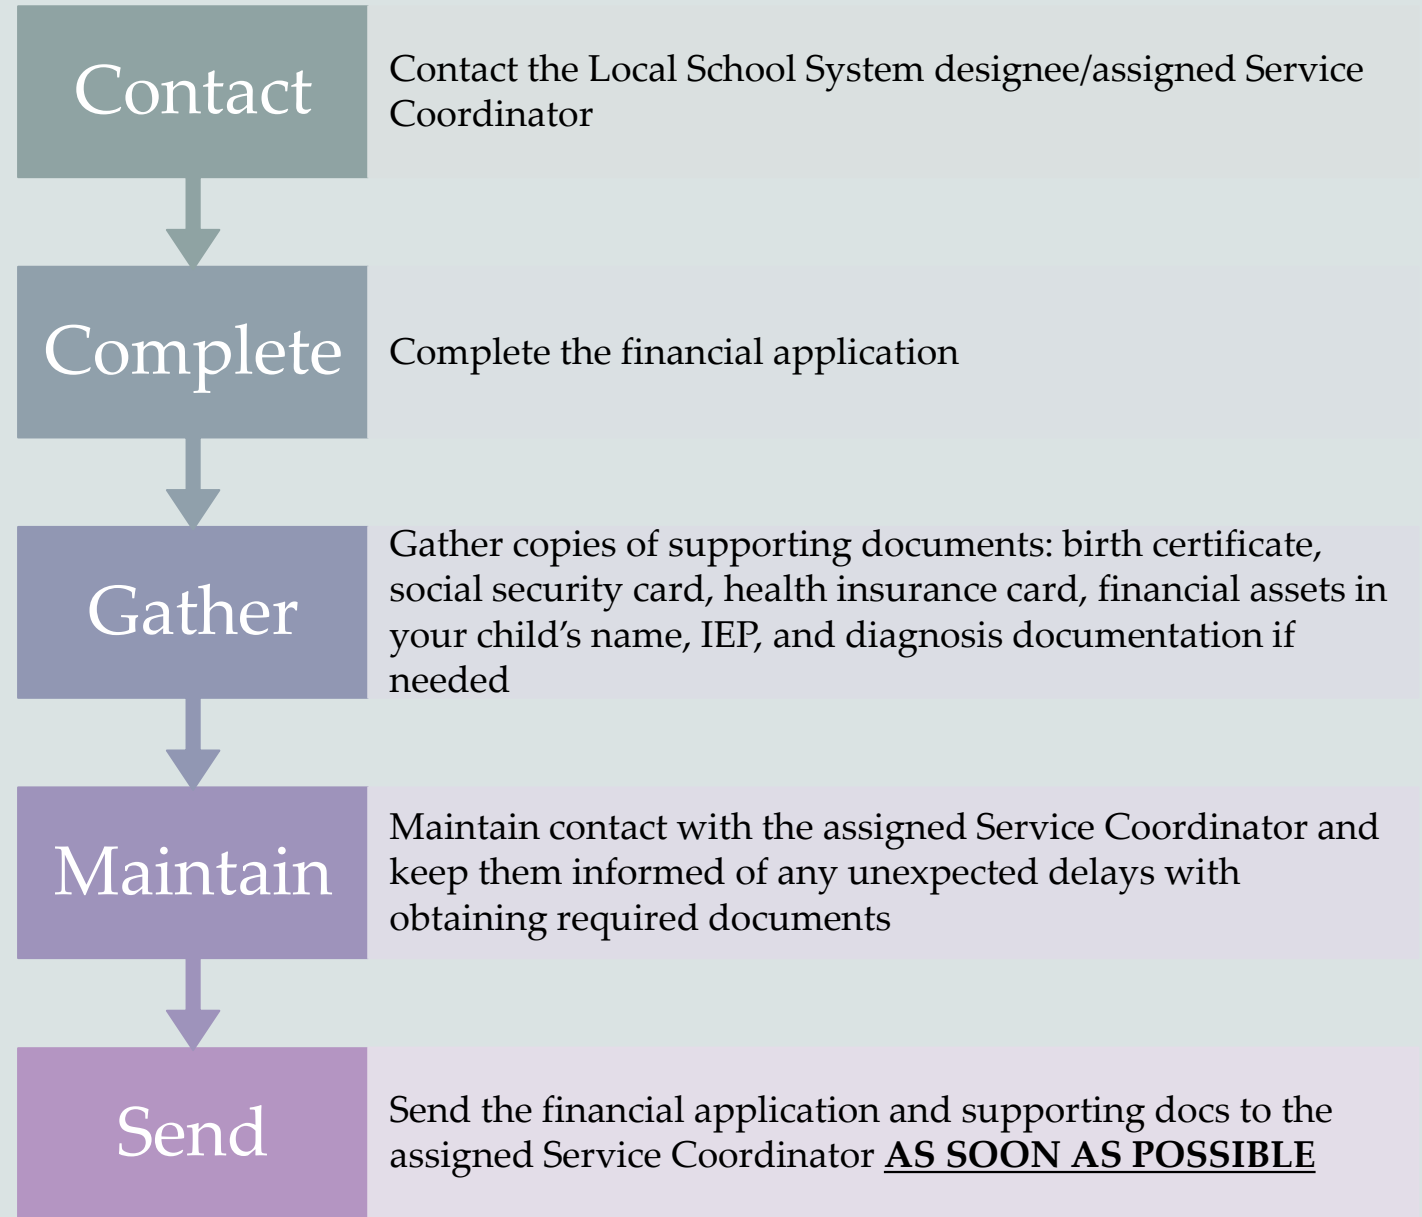 Contact
Contact the Local School System designee/assigned Service
Coordinator
Complete
Complete the financial application
Gather
Gather copies of supporting documents: birth certificate,
social security card, health insurance card, financial assets in
your child’s name, IEP, and diagnosis documentation if
needed
Maintain
Maintain contact with the assigned Service Coordinator and
keep them informed of any unexpected delays with
obtaining required documents
Send
Send the financial application and supporting docs to the
assigned Service Coordinator AS SOON AS POSSIBLE